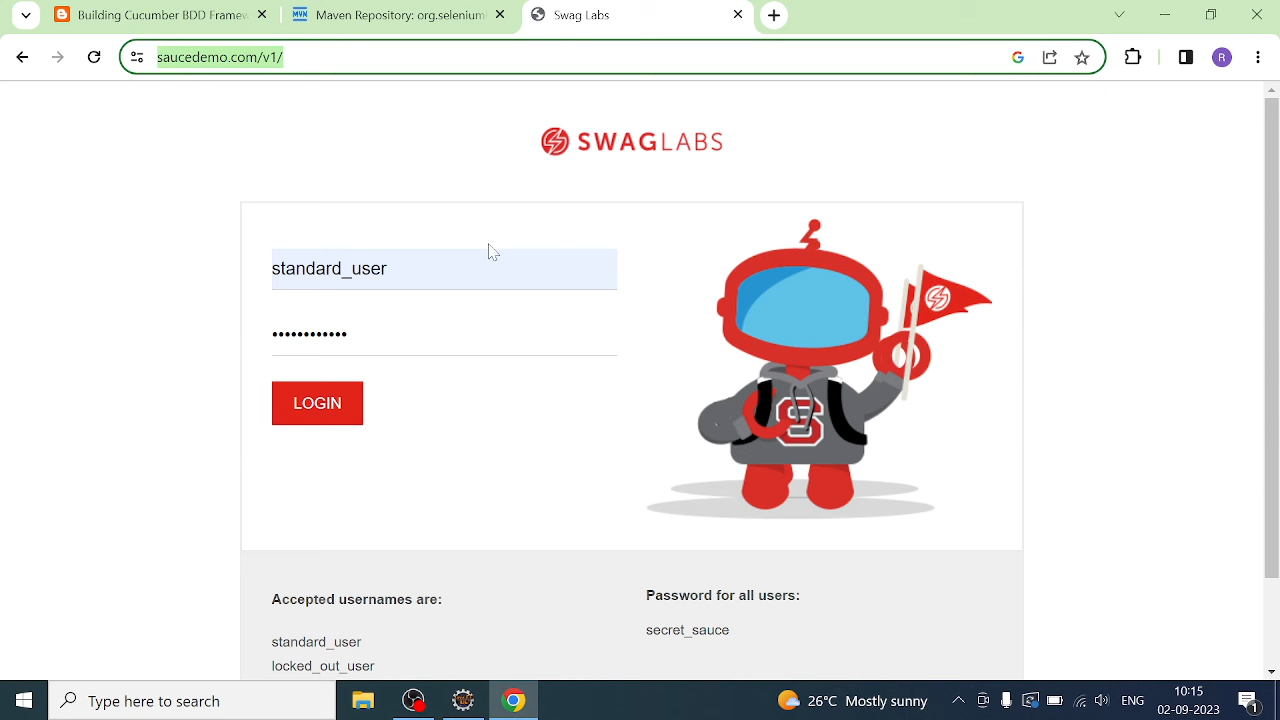 Building Cucumber BDD Framew
Maven Repository: org.selenium
Swag Labs
saucedemo.com/v1/
R
SWAGLABS
standard_user
••••••••••••
LOGIN
S
Accepted usernames are:
standard_user
locked_out_user
Password for all users:
secret_sauce
Type here to search
26°C Mostly sunny
ENG
10:15
02-09-2023
1